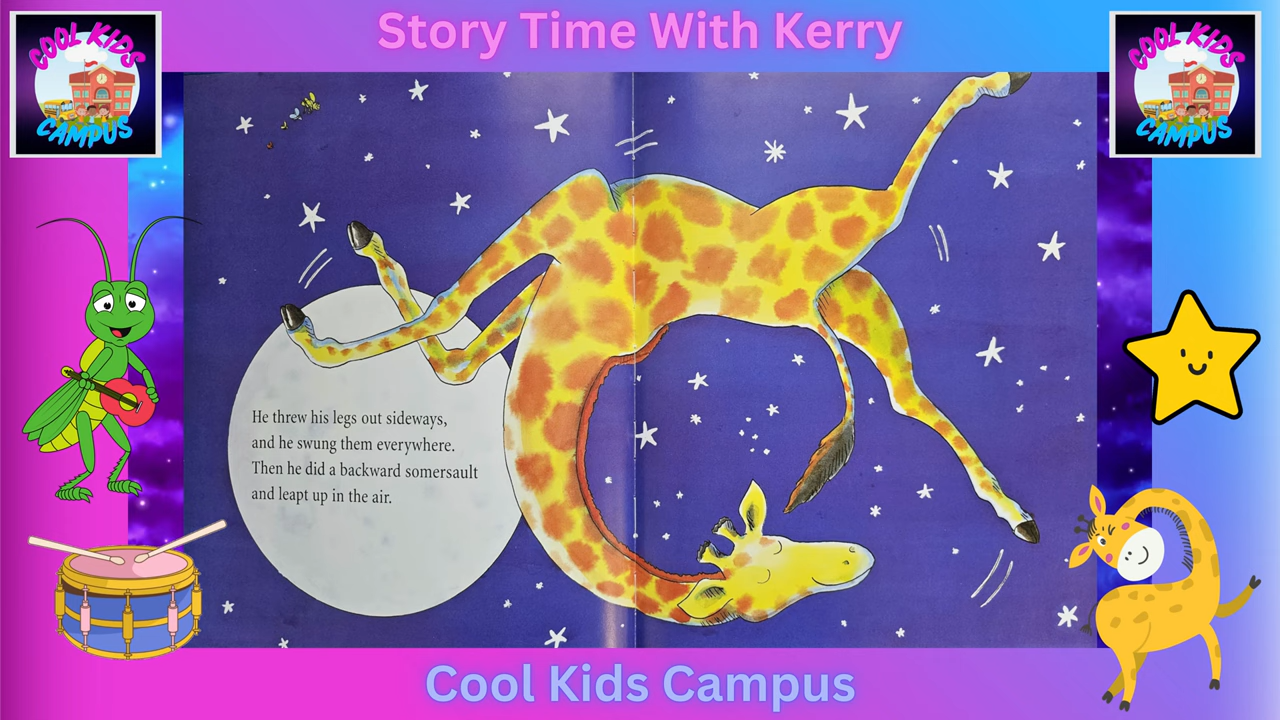 Story Time With Kerry
COOL KIDS
CAMPUS
COOL KIDS
CAMPUS
He threw his legs out sideways,
and he swung them everywhere.
Then he did a backward somersault
and leapt up in the air.
Cool Kids Campus